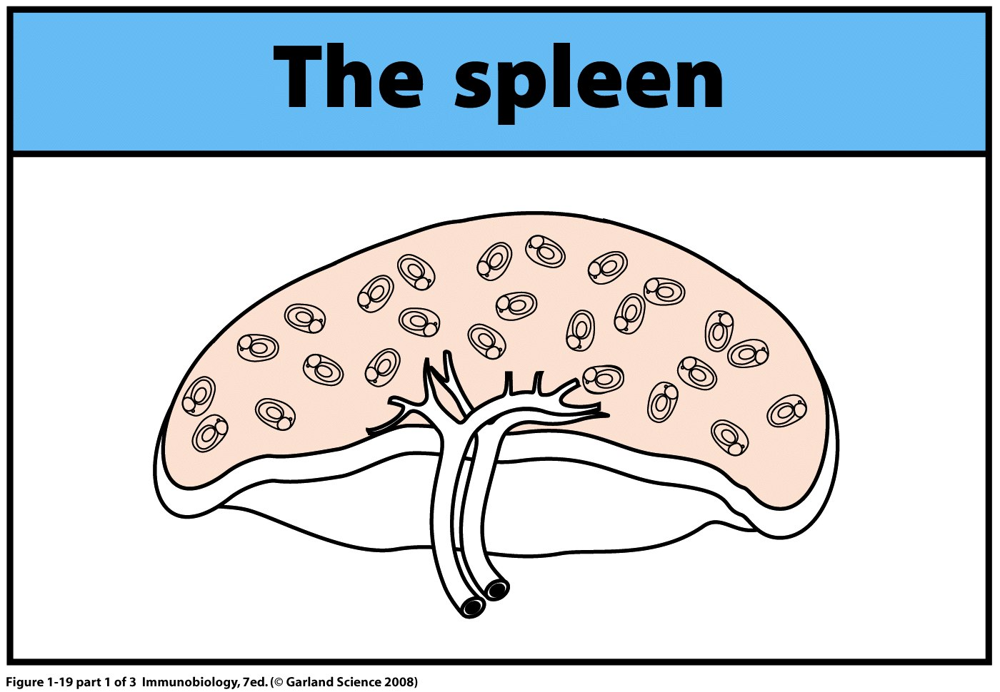 The spleen
Figure 1-19 part 1 of 3 Immunobiology, 7ed. (© Garland Science 2008)